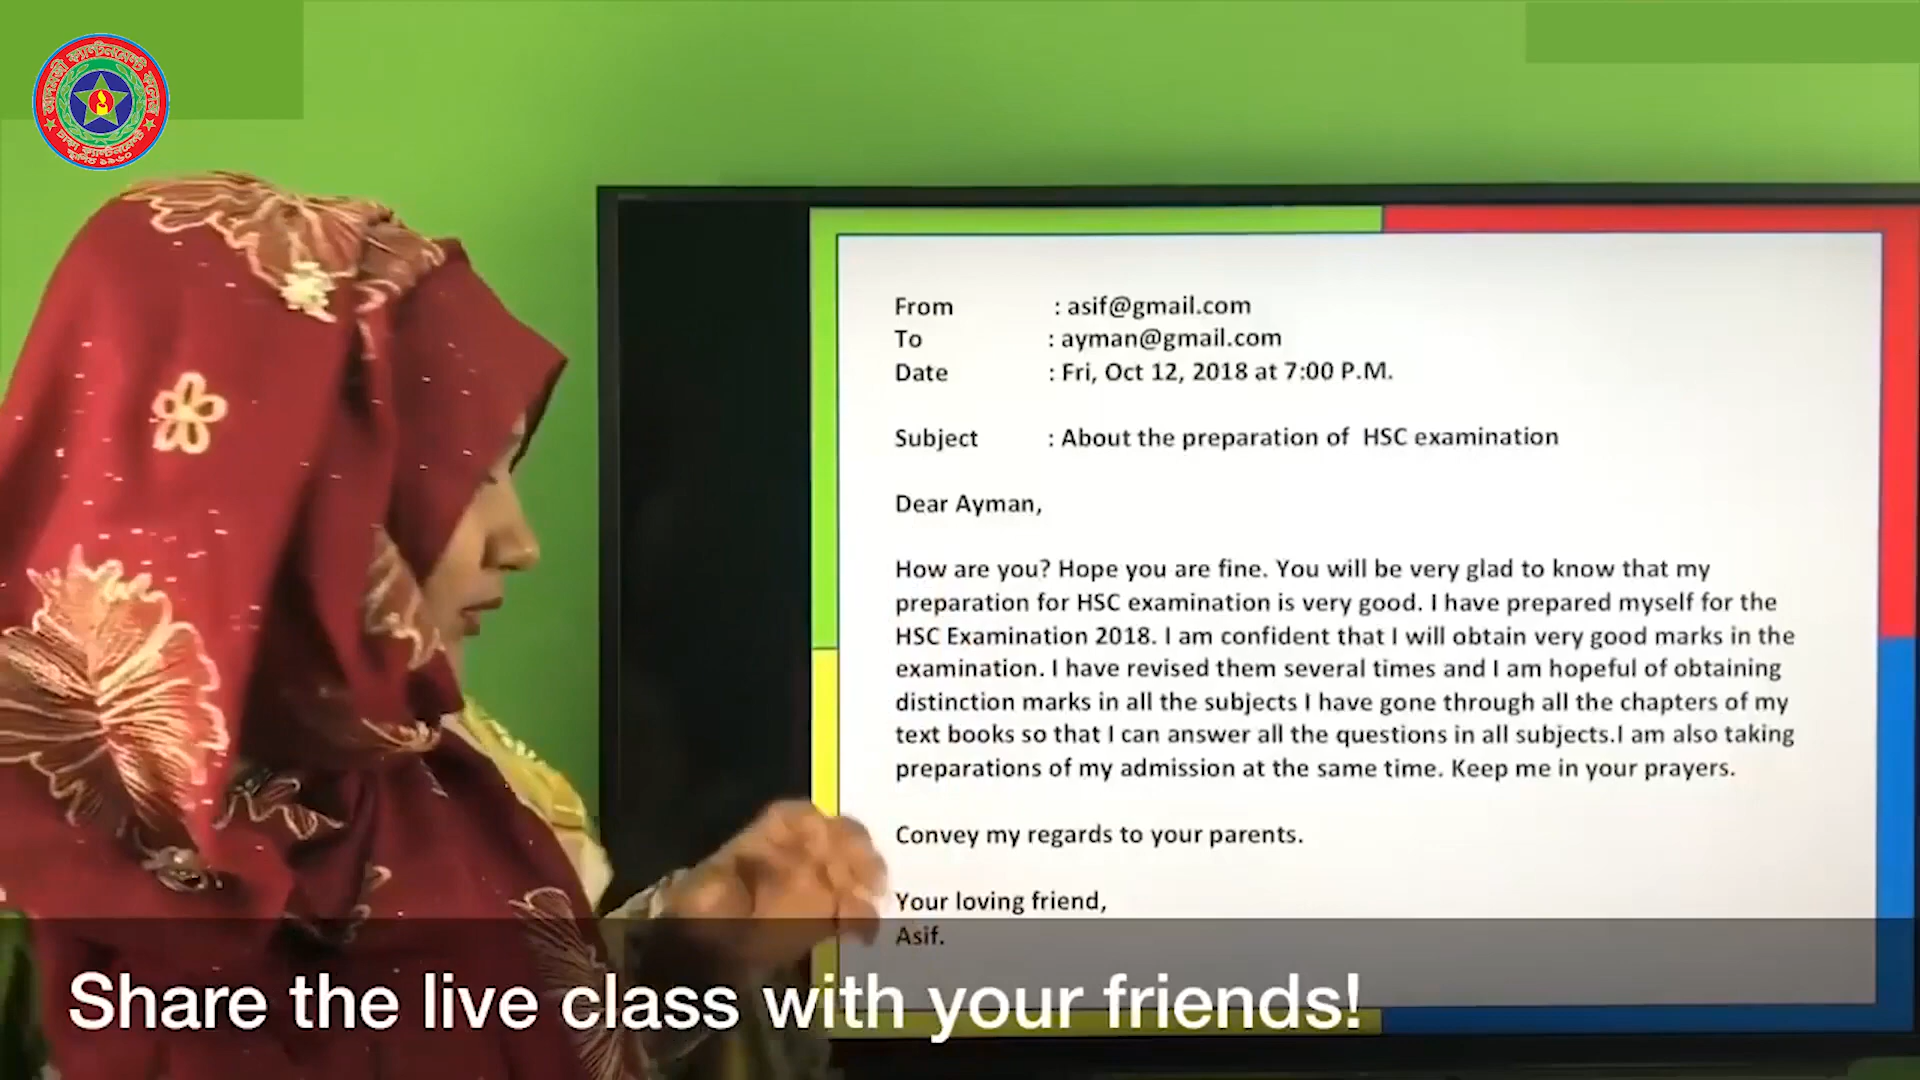 আদমজী ক্যান্টনমেন্ট কলেজ
ঢাকা ক্যান্টনমেন্ট
স্থাপিত ১৯৬০
From : asif@gmail.com
To : ayman@gmail.com
Date : Fri, Oct 12, 2018 at 7:00 P.M.
Subject : About the preparation of HSC examination
Dear Ayman,
How are you? Hope you are fine. You will be very glad to know that my
preparation for HSC examination is very good. I have prepared myself for the
HSC Examination 2018. I am confident that I will obtain very good marks in the
examination. I have revised them several times and I am hopeful of obtaining
distinction marks in all the subjects I have gone through all the chapters of my
text books so that I can answer all the questions in all subjects.I am also taking
preparations of my admission at the same time. Keep me in your prayers.
Convey my regards to your parents.
Your loving friend,
Asif.
Share the live class with your friends!